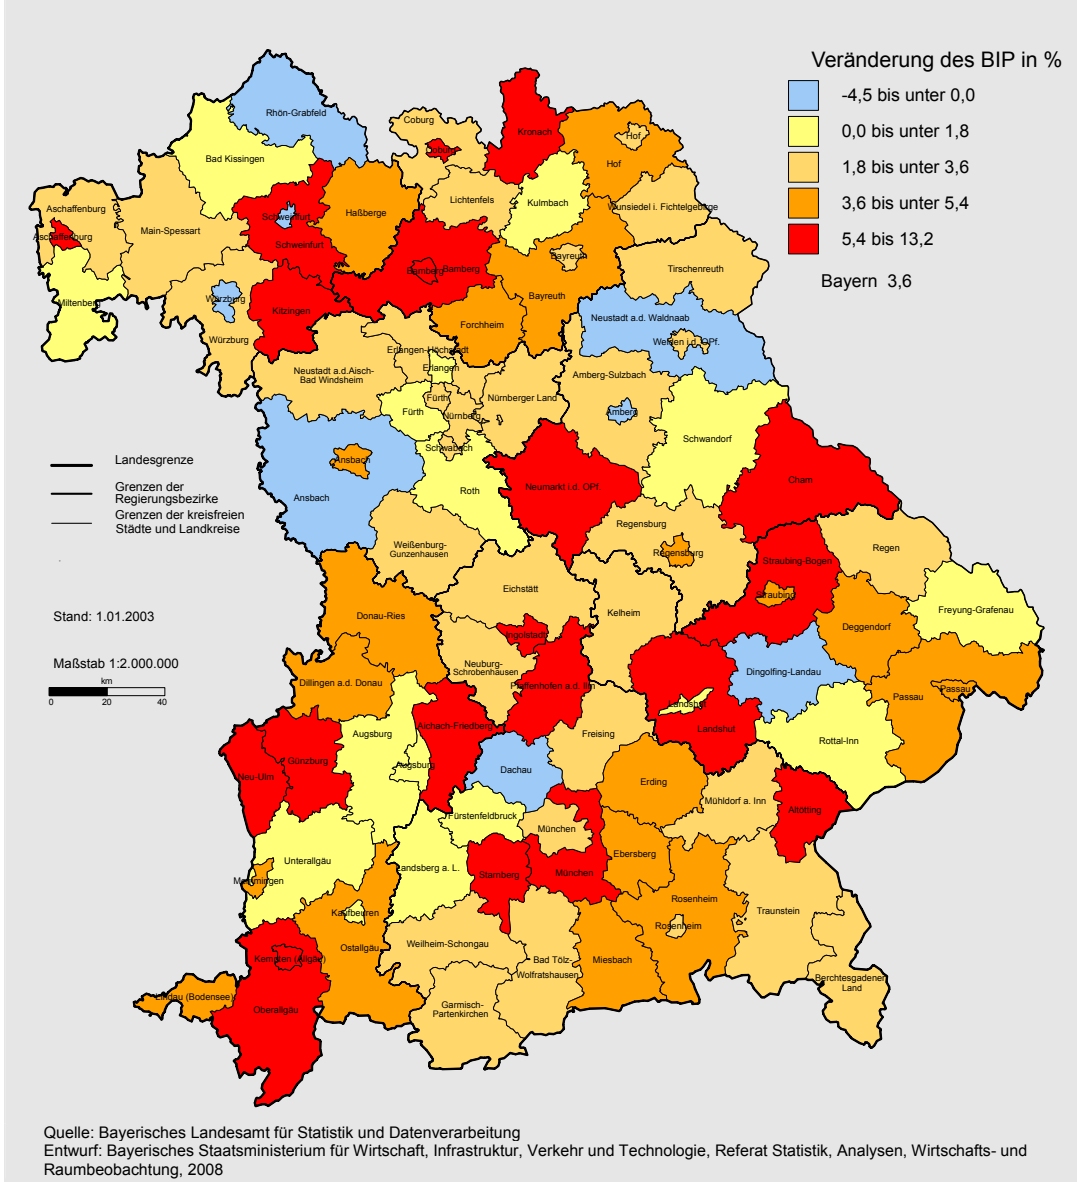 Veränderung des BIP in %
-4,5 bis unter 0,0
0,0 bis unter 1,8
1,8 bis unter 3,6
3,6 bis unter 5,4
5,4 bis 13,2
Bayern 3,6
Rhön-Grabfeld
Coburg
Kronach
Hof
Hof
Coburg
Bad Kissingen
Lichtenfels
Kulmbach
Wunsiedel i. Fichtelgebirge
Aschaffenburg
Aschaffenburg
Main-Spessart
Schweinfurt
Schweinfurt
Haßberge
Bamberg
Bamberg
Bayreuth
Bayreuth
Tirschenreuth
Miltenberg
Würzburg
Würzburg
Kitzingen
Forchheim
Neustadt a.d. Waldnaab
Weiden i.d. OPf.
Erlangen-Höchstadt
Erlangen
Neustadt a.d.Aisch-
Bad Windsheim
Fürth
Fürth
Nürnberg
Nürnberger Land
Amberg-Sulzbach
Amberg
Schwandorf
Schwabach
Ansbach
Ansbach
Roth
Neumarkt i.d. OPf.
Cham
Landesgrenze
Grenzen der
Regierungsbezirke
Grenzen der kreisfreien
Städte und Landkreise
Weißenburg-
Gunzenhausen
Regensburg
Regensburg
Straubing-Bogen
Straubing
Regen
Freyung-Grafenau
Eichstätt
Kelheim
Deggendorf
Stand: 1.01.2003
Donau-Ries
Ingolstadt
Neuburg-
Schrobenhausen
Pfaffenhofen a.d. Ilm
Dingolfing-Landau
Maßstab 1:2.000.000
km
0 20 40
Dillingen a.d. Donau
Landshut
Landshut
Passau
Passau
Rottal-Inn
Aichach-Friedberg
Augsburg
Augsburg
Freising
Neu-Ulm
Günzburg
Dachau
Erding
Mühldorf a. Inn
Altötting
Fürstenfeldbruck
München
München
Ebersberg
Unterallgäu
Memmingen
Landsberg a. L.
Starnberg
Rosenheim
Rosenheim
Traunstein
Kaufbeuren
Ostallgäu
Weilheim-Schongau
Bad Tölz-
Wolfratshausen
Miesbach
Berchtesgadener
Land
Kempten (Allgäu)
Lindau (Bodensee)
Oberallgäu
Garmisch-
Partenkirchen
Quelle: Bayerisches Landesamt für Statistik und Datenverarbeitung
Entwurf: Bayerisches Staatsministerium für Wirtschaft, Infrastruktur, Verkehr und Technologie, Referat Statistik, Analysen, Wirtschafts- und
Raumbeobachtung, 2008